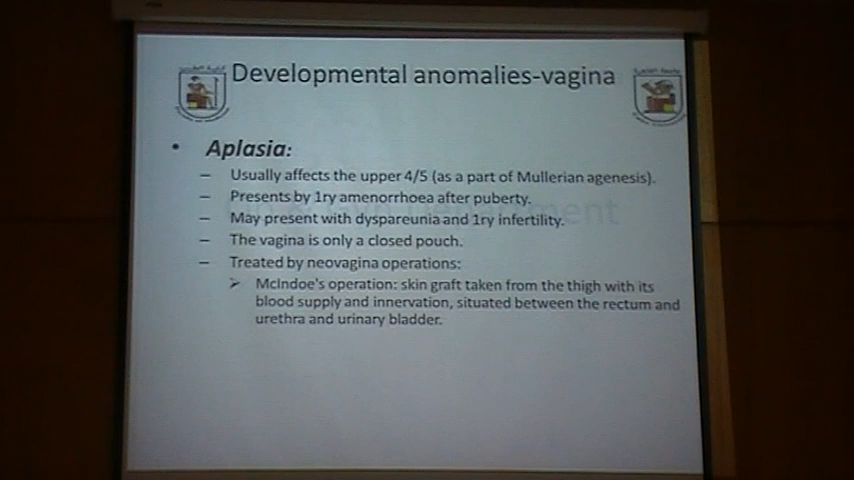 Developmental anomalies-vagina
• Aplasia:
– Usually affects the upper 4/5 (as a part of Mullerian agenesis).
– Presents by 1ry amenorrhoea after puberty.
– May present with dyspareunia and 1ry infertility.
– The vagina is only a closed pouch.
– Treated by neovagina operations:
➢ McIndoe's operation: skin graft taken from the thigh with its
blood supply and innervation, situated between the rectum and
urethra and urinary bladder.